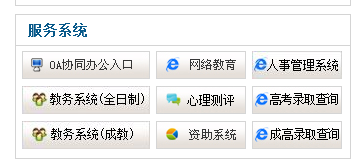 服务系统
OA协同办公入口 网络教育 人事管理系统
教务系统(全日制) 心理测评 高考录取查询
教务系统(成教) 资助系统 成高录取查询